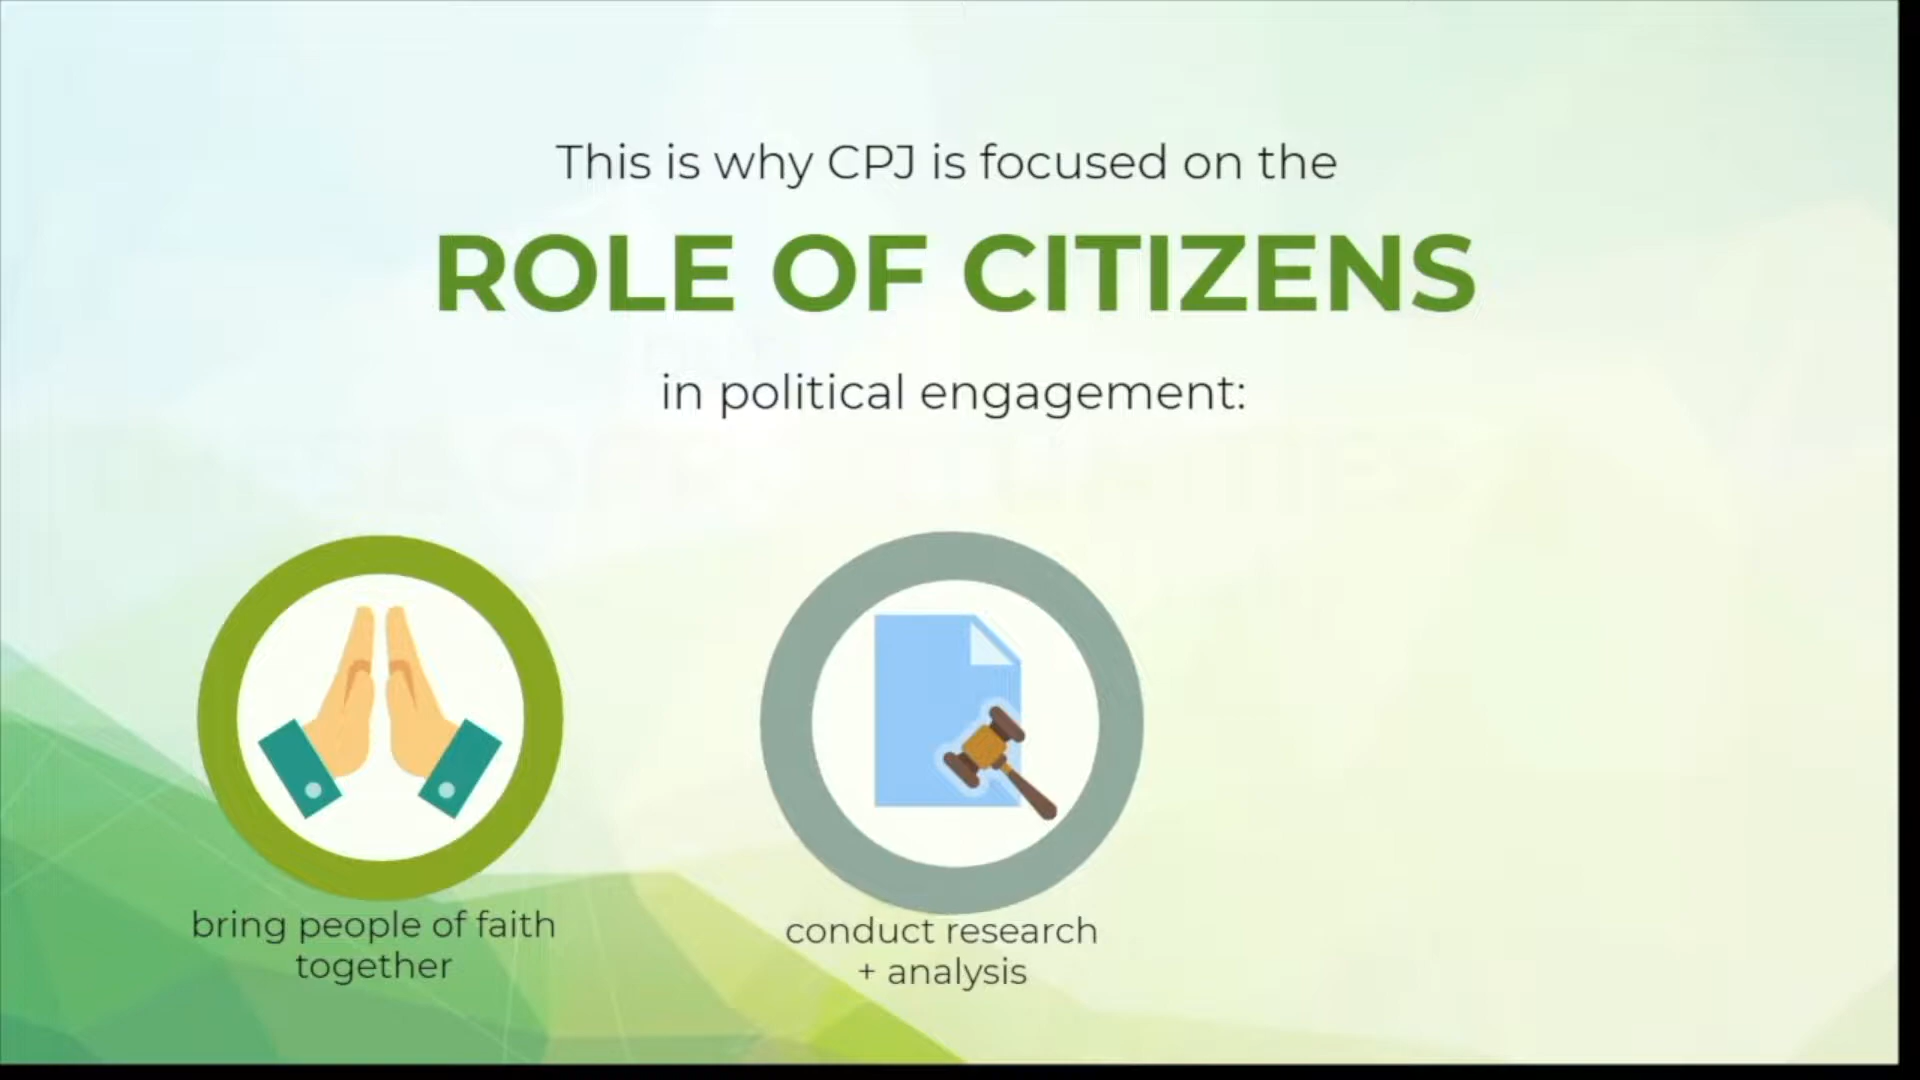 This is why CPJ is focused on the
ROLE OF CITIZENS
in political engagement:
bring people of faith
together
conduct research
+ analysis